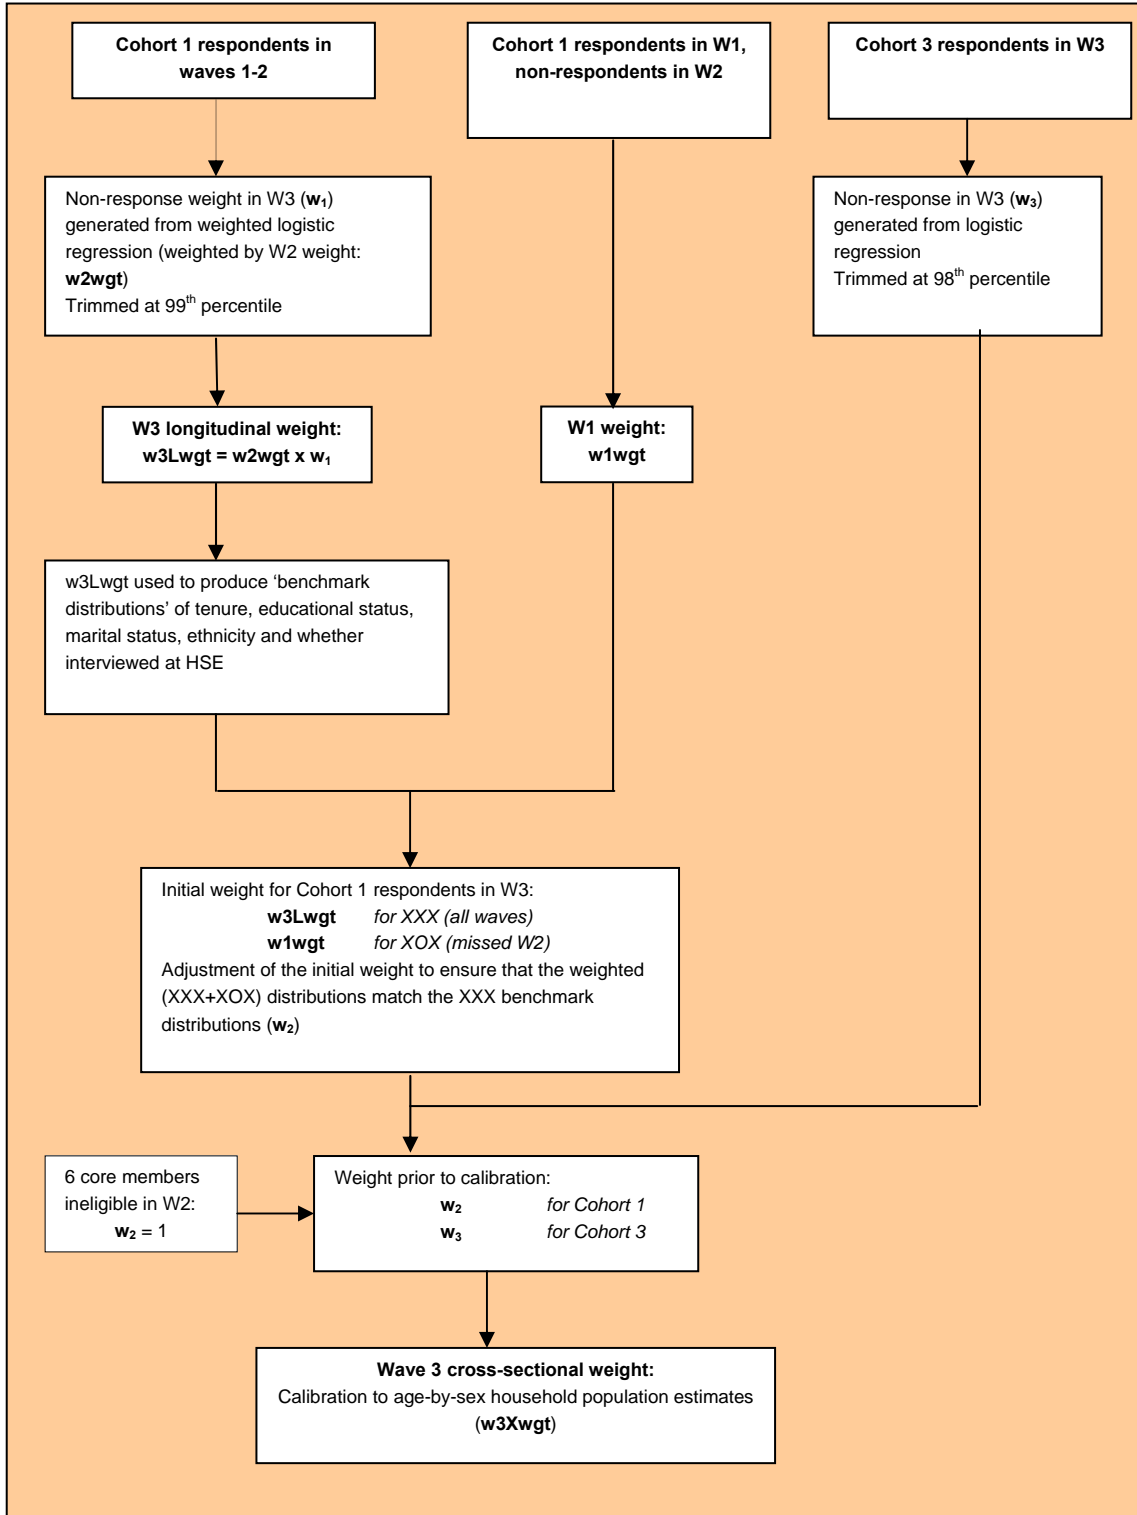 Cohort 1 respondents in
waves 1-2
Cohort 1 respondents in W1,
non-respondents in W2
Cohort 3 respondents in W3
Non-response weight in W3 (w₁)
generated from weighted logistic
regression (weighted by W2 weight:
w2wgt)
Trimmed at 99th percentile
Non-response in W3 (w₃)
generated from logistic
regression
Trimmed at 98th percentile
W3 longitudinal weight:
w3Lwgt = w2wgt x w₁
W1 weight:
w1wgt
w3Lwgt used to produce ‘benchmark
distributions’ of tenure, educational status,
marital status, ethnicity and whether
interviewed at HSE
Initial weight for Cohort 1 respondents in W3:
w3Lwgt for XXX (all waves)
w1wgt for XOX (missed W2)
Adjustment of the initial weight to ensure that the weighted
(XXX+XOX) distributions match the XXX benchmark
distributions (w₂)
6 core members
ineligible in W2:
w₂ = 1
Weight prior to calibration:
w₂ for Cohort 1
w₃ for Cohort 3
Wave 3 cross-sectional weight:
Calibration to age-by-sex household population estimates
(w3Xwgt)